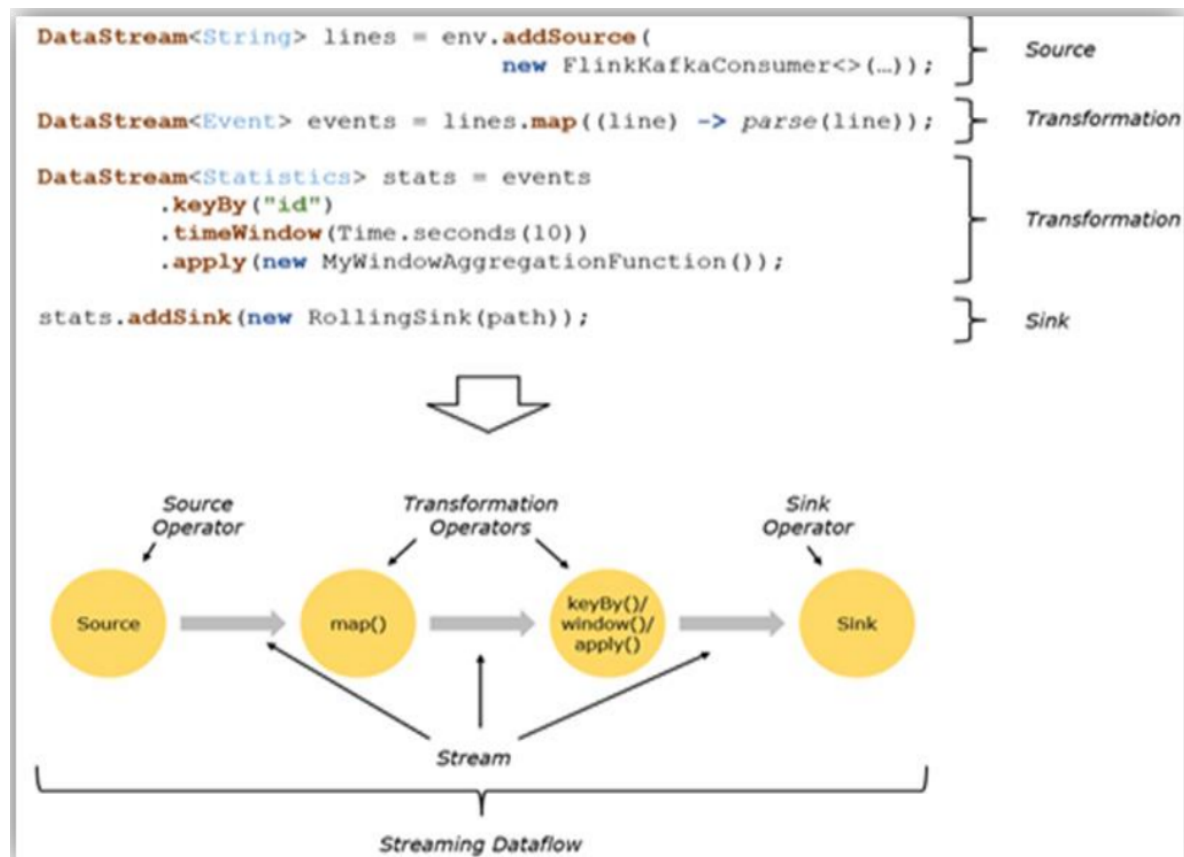 DataStream<String> lines = env.addSource(
new FlinkKafkaConsumer<>(…));
Source
DataStream<Event> events = lines.map((line) -> parse(line));
Transformation
DataStream<Statistics> stats = events
.keyBy("id")
.timeWindow(Time.seconds(10))
.apply(new MyWindowAggregationFunction());
Transformation
stats.addSink(new RollingSink(path));
Sink
Source
Operator
Transformation
Operators
Sink
Operator
Source
map()
keyBy()/
window()/
apply()
Sink
Stream
Streaming Dataflow